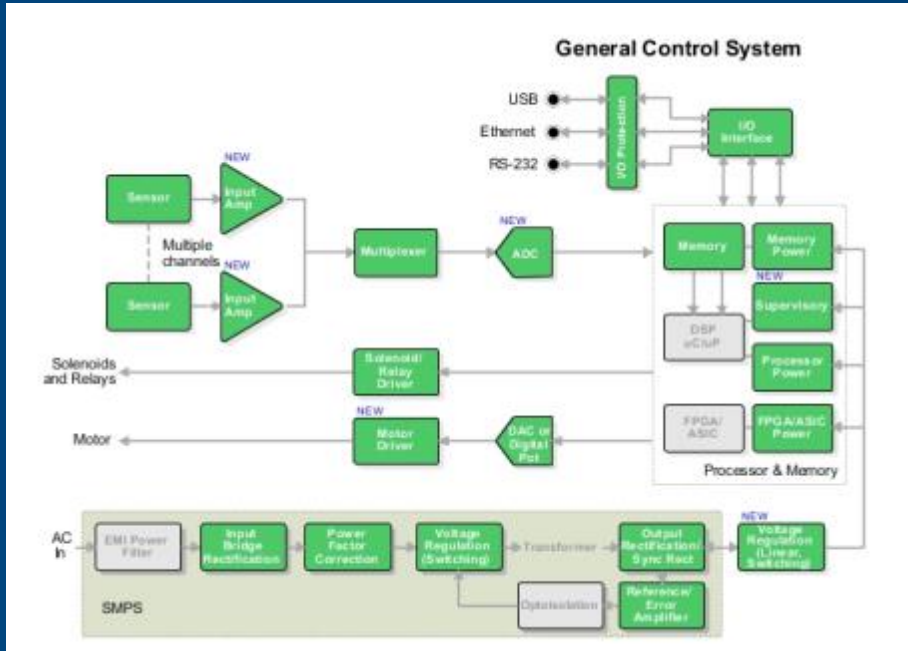 General Control System
USB
Ethernet
RS-232
I/O Protection
I/O
Interface
NEW
Sensor
Input
Amp
Multiple
channels
NEW
Sensor
Input
Amp
Multiplexer
NEW
ADC
Memory
Memory
Power
NEW
Supervisory
DSP
uC/uP
Processor
Power
FPGA/
ASIC
FPGA/ASIC
Power
Processor & Memory
Solenoids
and Relays
Solenoid/
Relay
Driver
NEW
Motor
Motor
Driver
DAC or
Digital
Pot
AC
In
EMI Power
Filter
Input
Bridge
Rectification
Power
Factor
Correction
Voltage
Regulation
(Switching)
Transformer
Output
Rectification/
Sync Rect
NEW
Voltage
Regulation
(Linear,
Switching)
SMPS
Optoisolation
Reference/
Error
Amplifier